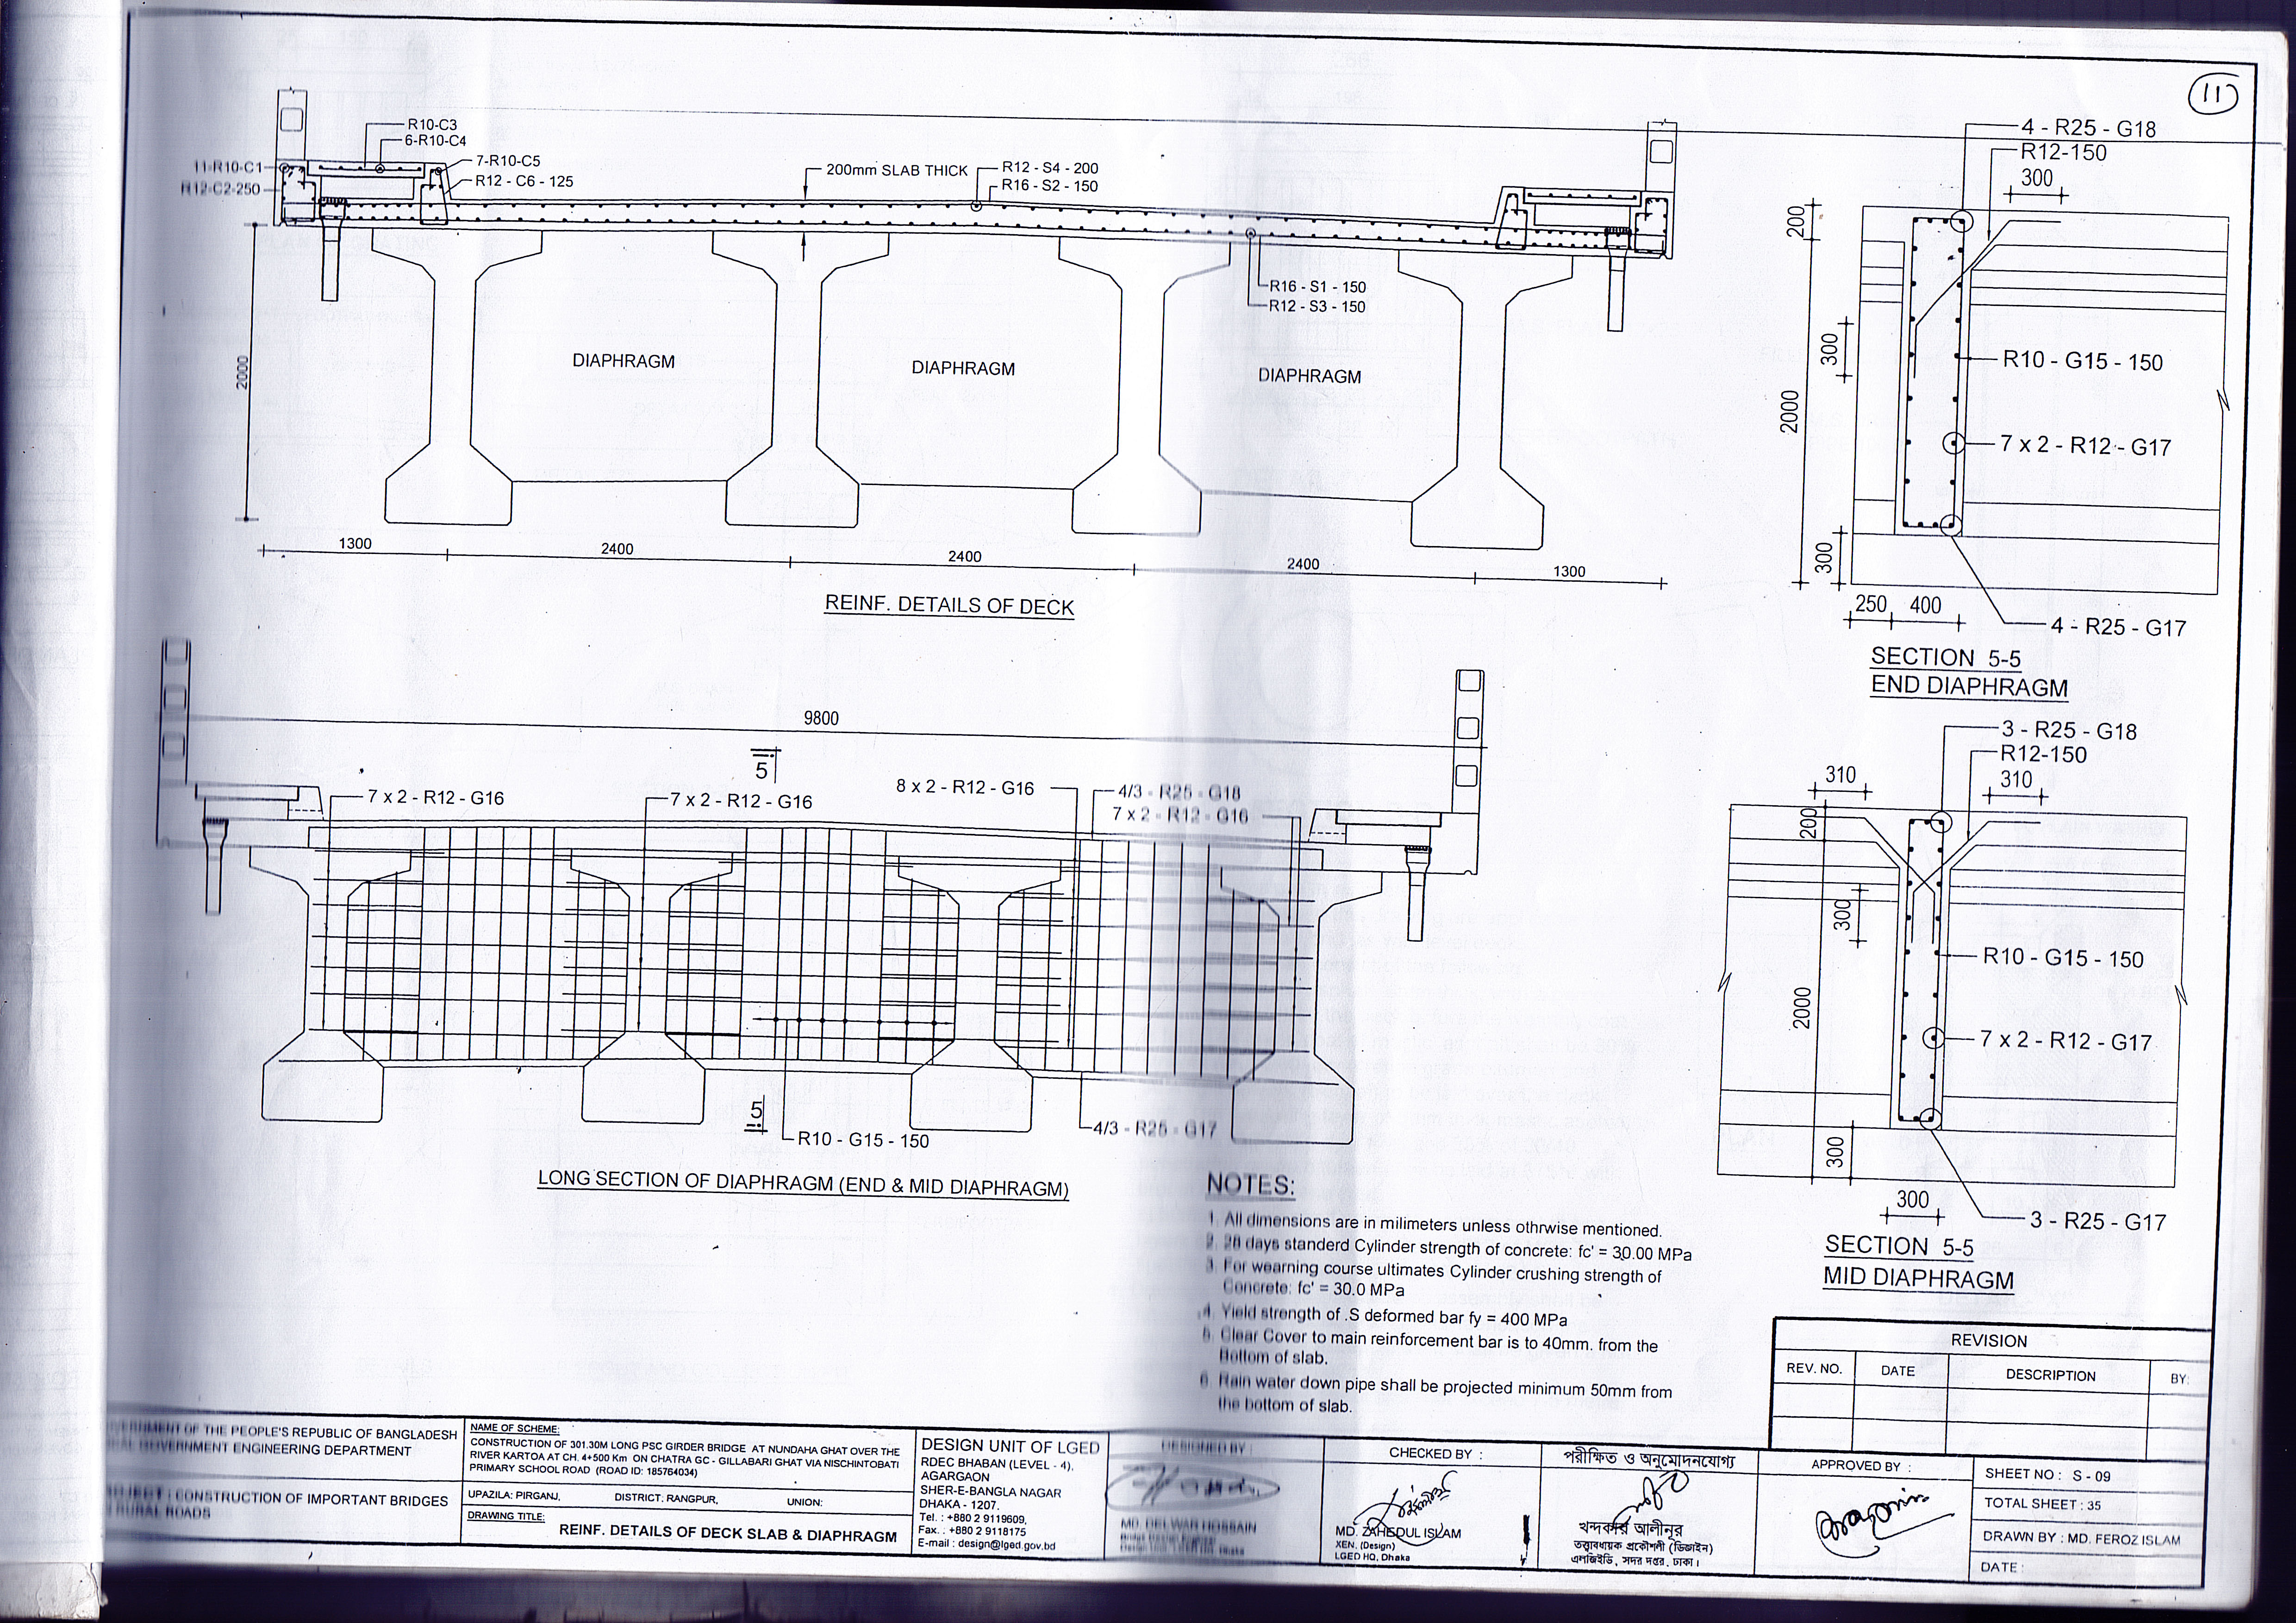 11
R10-C3
6-R10-C4
11-R10-C1
R12-C2-250
7-R10-C5
R12 - C6 - 125
200mm SLAB THICK
R12 - S4 - 200
R16 - S2 - 150
R16 - S1 - 150
R12 - S3 - 150
2000
DIAPHRAGM
DIAPHRAGM
DIAPHRAGM
1300
2400
2400
2400
1300
REINF. DETAILS OF DECK
4 - R25 - G18
R12-150
300
200
300
R10 - G15 - 150
2000
7 x 2 - R12 - G17
300
250
400
4 - R25 - G17
SECTION 5-5
END DIAPHRAGM
9800
5
7 x 2 - R12 - G16
7 x 2 - R12 - G16
8 x 2 - R12 - G16
4/3 - R25 - G18
7 x 2 - R12 - G16
5
R10 - G15 - 150
4/3 - R25 - G17
LONG SECTION OF DIAPHRAGM (END & MID DIAPHRAGM)
3 - R25 - G18
R12-150
310
310
200
300
R10 - G15 - 150
2000
7 x 2 - R12 - G17
300
300
3 - R25 - G17
SECTION 5-5
MID DIAPHRAGM
NOTES:
1. All dimensions are in milimeters unless othrwise mentioned.
2. 28 days standerd Cylinder strength of concrete: fc' = 30.00 MPa
3. For wearning course ultimates Cylinder crushing strength of
Concrete: fc' = 30.0 MPa
4. Yield strength of .S deformed bar fy = 400 MPa
5. Clear Cover to main reinforcement bar is to 40mm. from the
Bottom of slab.
6. Rain water down pipe shall be projected minimum 50mm from
the bottom of slab.
REVISION
REV. NO.
DATE
DESCRIPTION
BY:
OF THE PEOPLE'S REPUBLIC OF BANGLADESH
GOVERNMENT ENGINEERING DEPARTMENT
: CONSTRUCTION OF IMPORTANT BRIDGES
RURAL ROADS
NAME OF SCHEME:
CONSTRUCTION OF 301.30M LONG PSC GIRDER BRIDGE AT NUNDAHA GHAT OVER THE
RIVER KARTOA AT CH. 4+500 Km ON CHATRA GC - GILLABARI GHAT VIA NISCHINTOBATI
PRIMARY SCHOOL ROAD (ROAD ID: 185764034)
UPAZILA: PIRGANJ, DISTRICT: RANGPUR, UNION:
DRAWING TITLE:
REINF. DETAILS OF DECK SLAB & DIAPHRAGM
DESIGN UNIT OF LGED
RDEC BHABAN (LEVEL - 4),
AGARGAON
SHER-E-BANGLA NAGAR
DHAKA - 1207.
Tel. : +880 2 9119609,
Fax. : +880 2 9118175
E-mail : design@lged.gov.bd
DESIGNED BY :
MD. DELWAR HOSSAIN
CHECKED BY :
MD. ZAHEDUL ISLAM
XEN. (Design)
LGED HQ, Dhaka
পরীক্ষিত ও অনুমোদনযোগ্য
খন্দকার আলীনূর
তত্ত্বাবধায়ক প্রকৌশলী (ডিজাইন)
এলজিইডি, সদর দপ্তর, ঢাকা।
APPROVED BY :
SHEET NO : S - 09
TOTAL SHEET : 35
DRAWN BY : MD. FEROZ ISLAM
DATE :